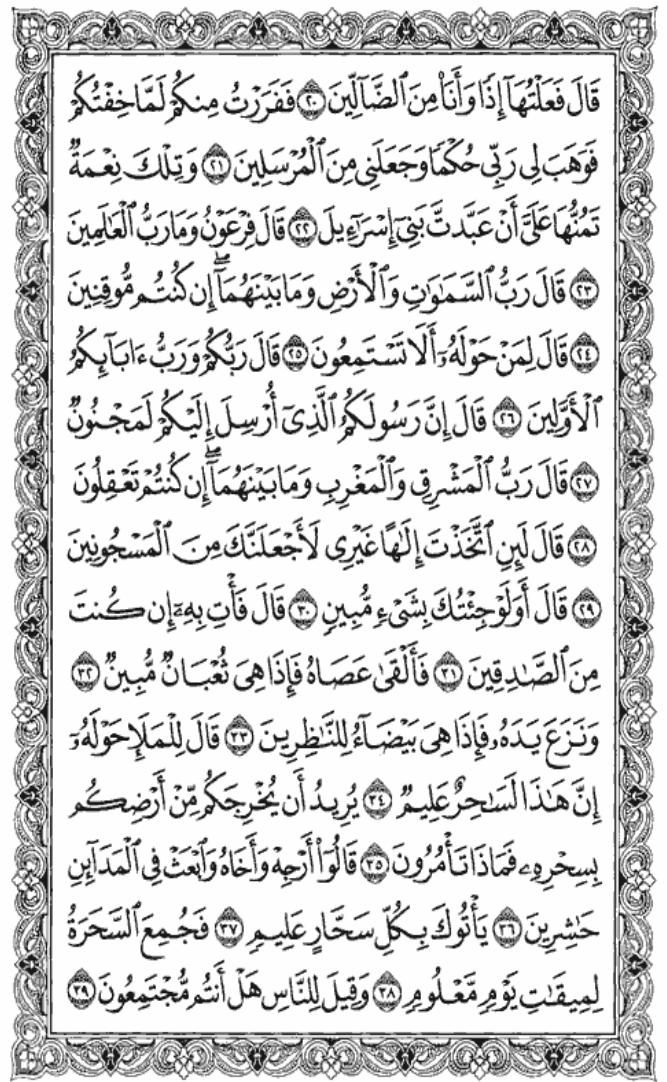 قَالَ فَعَلْتُهَآ إِذًا وَأَنَا۠ مِنَ ٱلضَّآلِّينَ ٢٠ فَفَرَرْتُ مِنكُمْ لَمَّا خِفْتُكُمْ
فَوَهَبَ لِى رَبِّى حُكْمًا وَجَعَلَنِى مِنَ ٱلْمُرْسَلِينَ ٢١ وَتِلْكَ نِعْمَةٌ
تَمُنُّهَا عَلَىَّ أَنْ عَبَّدتَّ بَنِىٓ إِسْرَٰٓءِيلَ ٢٢ قَالَ فِرْعَوْنُ وَمَا رَبُّ ٱلْعَٰلَمِينَ
٢٣ قَالَ رَبُّ ٱلسَّمَٰوَٰتِ وَٱلْأَرْضِ وَمَا بَيْنَهُمَآ ۖ إِن كُنتُم مُّوقِنِينَ
٢٤ قَالَ لِمَنْ حَوْلَهُۥٓ أَلَا تَسْتَمِعُونَ ٢٥ قَالَ رَبُّكُمْ وَرَبُّ ءَابَآئِكُمُ
ٱلْأَوَّلِينَ ٢٦ قَالَ إِنَّ رَسُولَكُمُ ٱلَّذِىٓ أُرْسِلَ إِلَيْكُمْ لَمَجْنُونٌ
٢٧ قَالَ رَبُّ ٱلْمَشْرِقِ وَٱلْمَغْرِبِ وَمَا بَيْنَهُمَآ ۖ إِن كُنتُمْ تَعْقِلُونَ
٢٨ قَالَ لَئِنِ ٱتَّخَذْتَ إِلَٰهًا غَيْرِى لَأَجْعَلَنَّكَ مِنَ ٱلْمَسْجُونِينَ
٢٩ قَالَ أَوَلَوْ جِئْتُكَ بِشَىْءٍ مُّبِينٍ ٣٠ قَالَ فَأْتِ بِهِۦٓ إِن كُنتَ
مِنَ ٱلصَّٰدِقِينَ ٣١ فَأَلْقَىٰ عَصَاهُ فَإِذَا هِىَ ثُعْبَانٌ مُّبِينٌ ٣٢
وَنَزَعَ يَدَهُۥ فَإِذَا هِىَ بَيْضَآءُ لِلنَّٰظِرِينَ ٣٣ قَالَ لِلْمَلَإِ حَوْلَهُۥٓ
إِنَّ هَٰذَا لَسَٰحِرٌ عَلِيمٌ ٣٤ يُرِيدُ أَن يُخْرِجَكُم مِّنْ أَرْضِكُم
بِسِحْرِهِۦ فَمَاذَا تَأْمُرُونَ ٣٥ قَالُوٓا۟ أَرْجِهْ وَأَخَاهُ وَٱبْعَثْ فِى ٱلْمَدَآئِنِ
حَٰشِرِينَ ٣٦ يَأْتُوكَ بِكُلِّ سَحَّارٍ عَلِيمٍ ٣٧ فَجُمِعَ ٱلسَّحَرَةُ
لِمِيقَٰتِ يَوْمٍ مَّعْلُومٍ ٣٨ وَقِيلَ لِلنَّاسِ هَلْ أَنتُم مُّجْتَمِعُونَ ٣٩